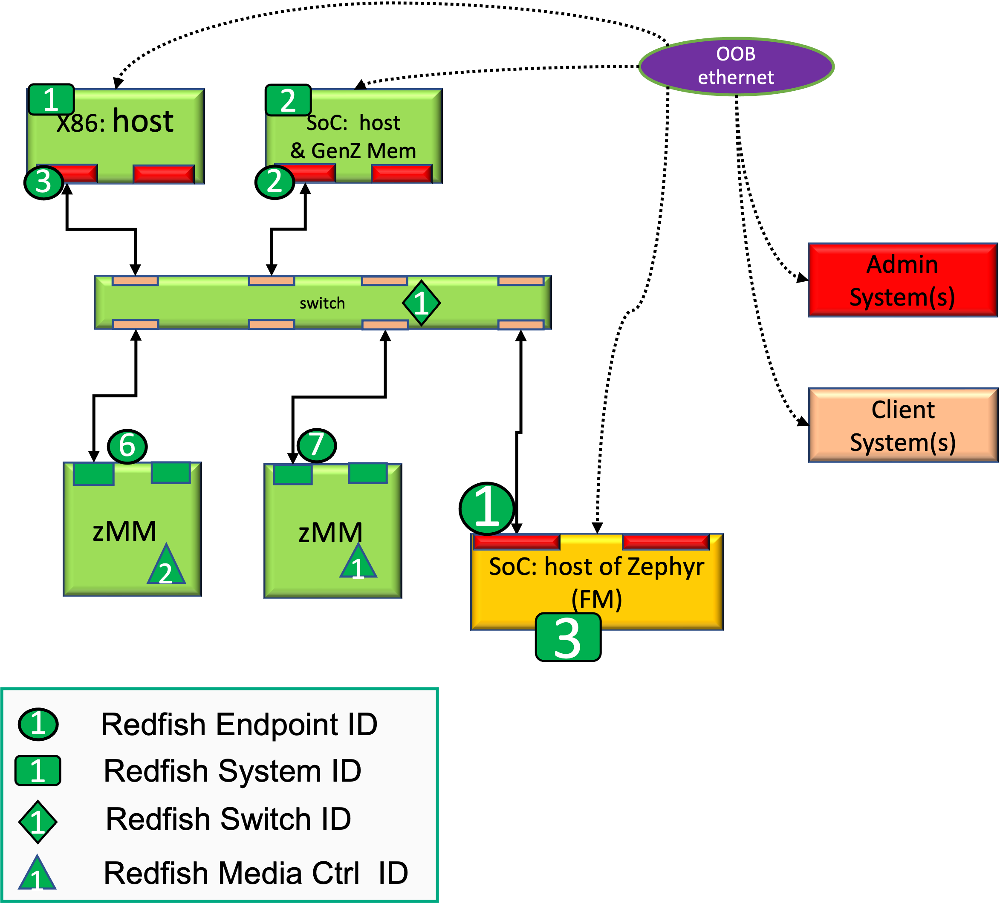 OOB
ethernet
1
X86: host
3
2
SoC: host
& GenZ Mem
2
Admin
System(s)
switch
1
Client
System(s)
6
7
zMM
2
zMM
1
1
SoC: host of Zephyr
(FM)
3
1 Redfish Endpoint ID
1 Redfish System ID
1 Redfish Switch ID
1 Redfish Media Ctrl ID